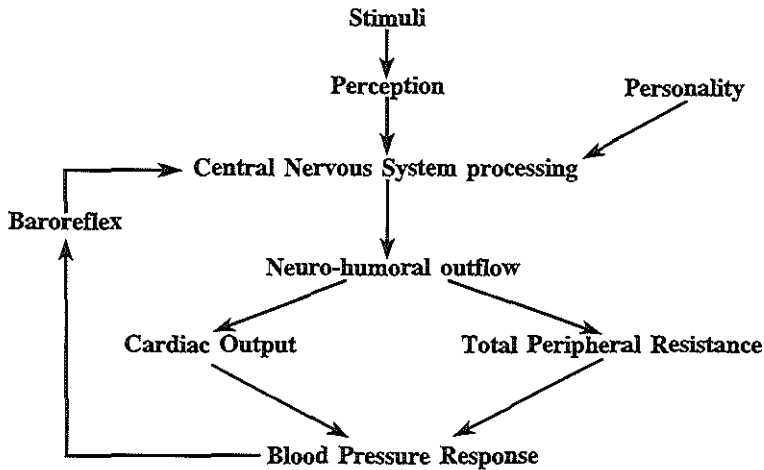 Stimuli
Perception
Personality
Central Nervous System processing
Baroreflex
Neuro-humoral outflow
Cardiac Output
Total Peripheral Resistance
Blood Pressure Response